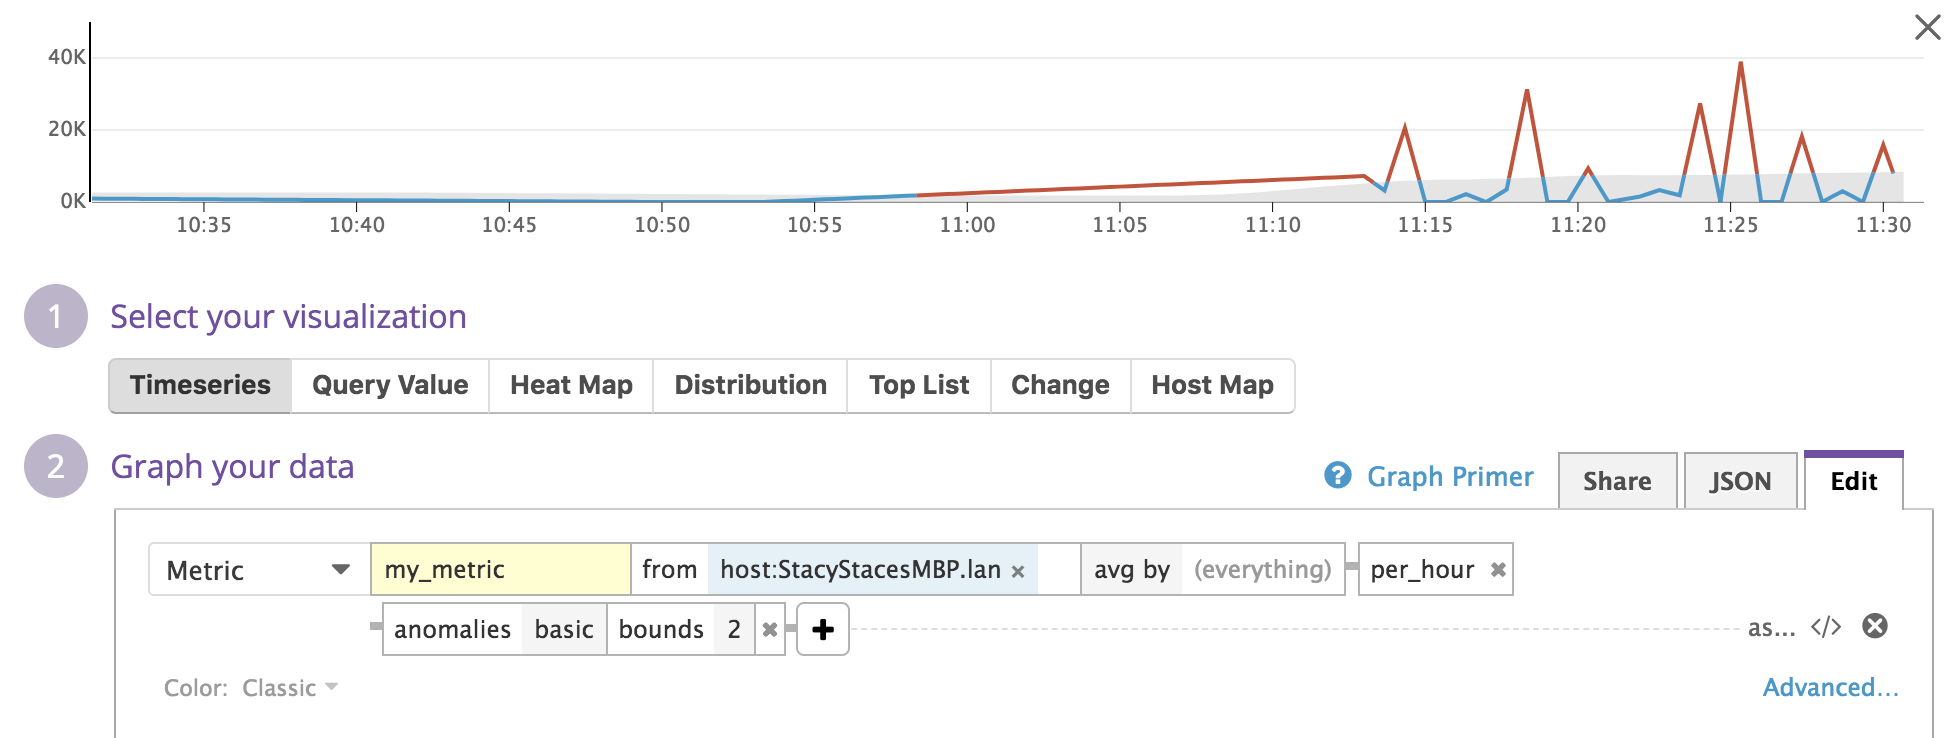 40K
20K
0K
10:35 10:40 10:45 10:50 10:55 11:00 11:05 11:10 11:15 11:20 11:25 11:30
1 Select your visualization
Timeseries Query Value Heat Map Distribution Top List Change Host Map
2 Graph your data
? Graph Primer Share JSON Edit
Metric my_metric from host:StacyStacesMBP.lan × avg by (everything) per_hour ×
anomalies basic bounds 2 × + as... </> ×
Color: Classic Advanced...